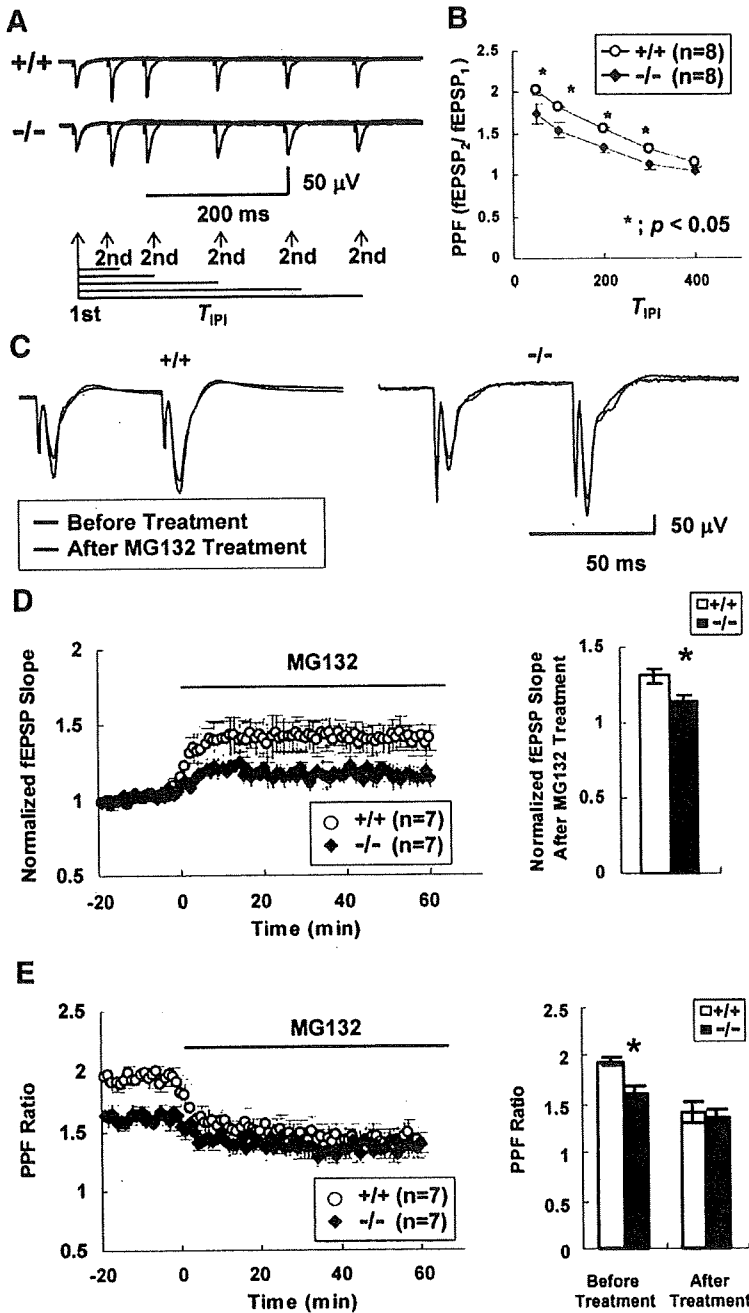 A
+/+
-/-
50 µV
200 ms
2nd 2nd 2nd 2nd 2nd
1st
T IPI
B
+/+ (n=8)
-/- (n=8)
PPF (fEPSP2/ fEPSP1)
2.5
2
1.5
1
0.5
0
* * * *
* ; p < 0.05
0 200 400
T IPI
C
+/+
-/-
Before Treatment
After MG132 Treatment
50 µV
50 ms
D
Normalized fEPSP Slope
2
1.5
1
0.5
MG132
+/+ (n=7)
-/- (n=7)
-20 0 20 40 60
Time (min)
+/+
-/-
Normalized fEPSP Slope
After MG132 Treatment
1.5
1
0.5
0
*
E
PPF Ratio
2.5
2
1.5
1
0.5
MG132
+/+ (n=7)
-/- (n=7)
-20 0 20 40 60
Time (min)
+/+
-/-
PPF Ratio
2.5
2
1.5
1
0.5
0
*
Before Treatment
After Treatment